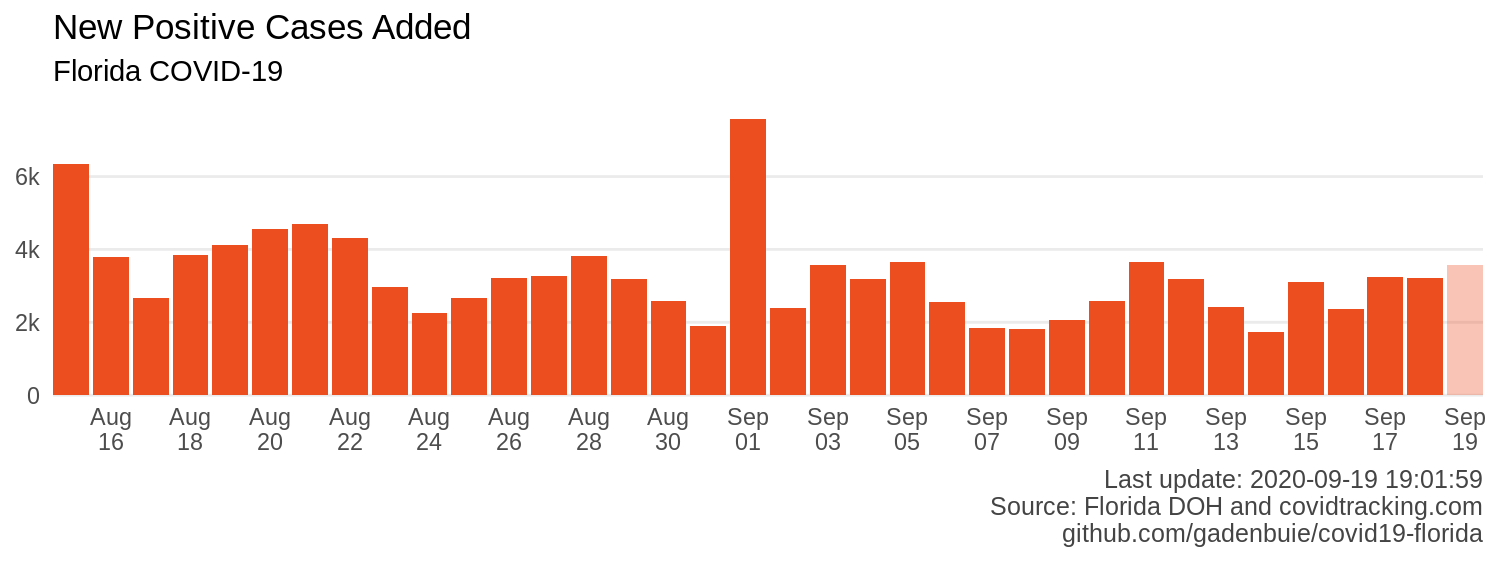 New Positive Cases Added
Florida COVID-19
6k
4k
2k
0
Aug Aug Aug Aug Aug Aug Aug Aug Sep Sep Sep Sep Sep Sep Sep Sep Sep Sep
16 18 20 22 24 26 28 30 01 03 05 07 09 11 13 15 17 19
Last update: 2020-09-19 19:01:59
Source: Florida DOH and covidtracking.com
github.com/gadenbuie/covid19-florida